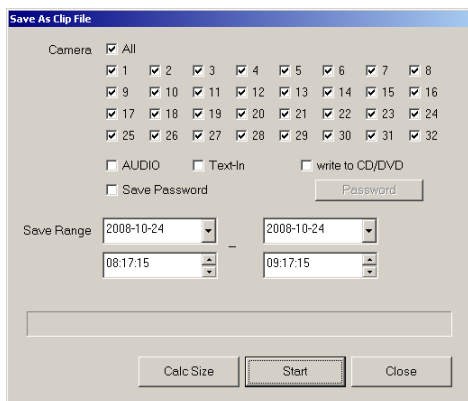 Save As Clip File
Camera All
1 2 3 4 5 6 7 8
9 10 11 12 13 14 15 16
17 18 19 20 21 22 23 24
25 26 27 28 29 30 31 32
AUDIO Text-In write to CD/DVD
Save Password Password
Save Range 2008-10-24 – 2008-10-24
08:17:15 09:17:15
Calc Size Start Close